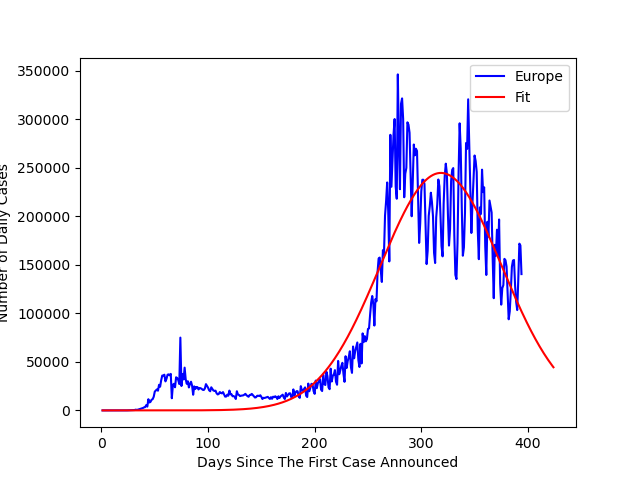 350000
300000
250000
200000
150000
100000
50000
0
Number of Daily Cases
0 100 200 300 400
Days Since The First Case Announced
Europe
Fit